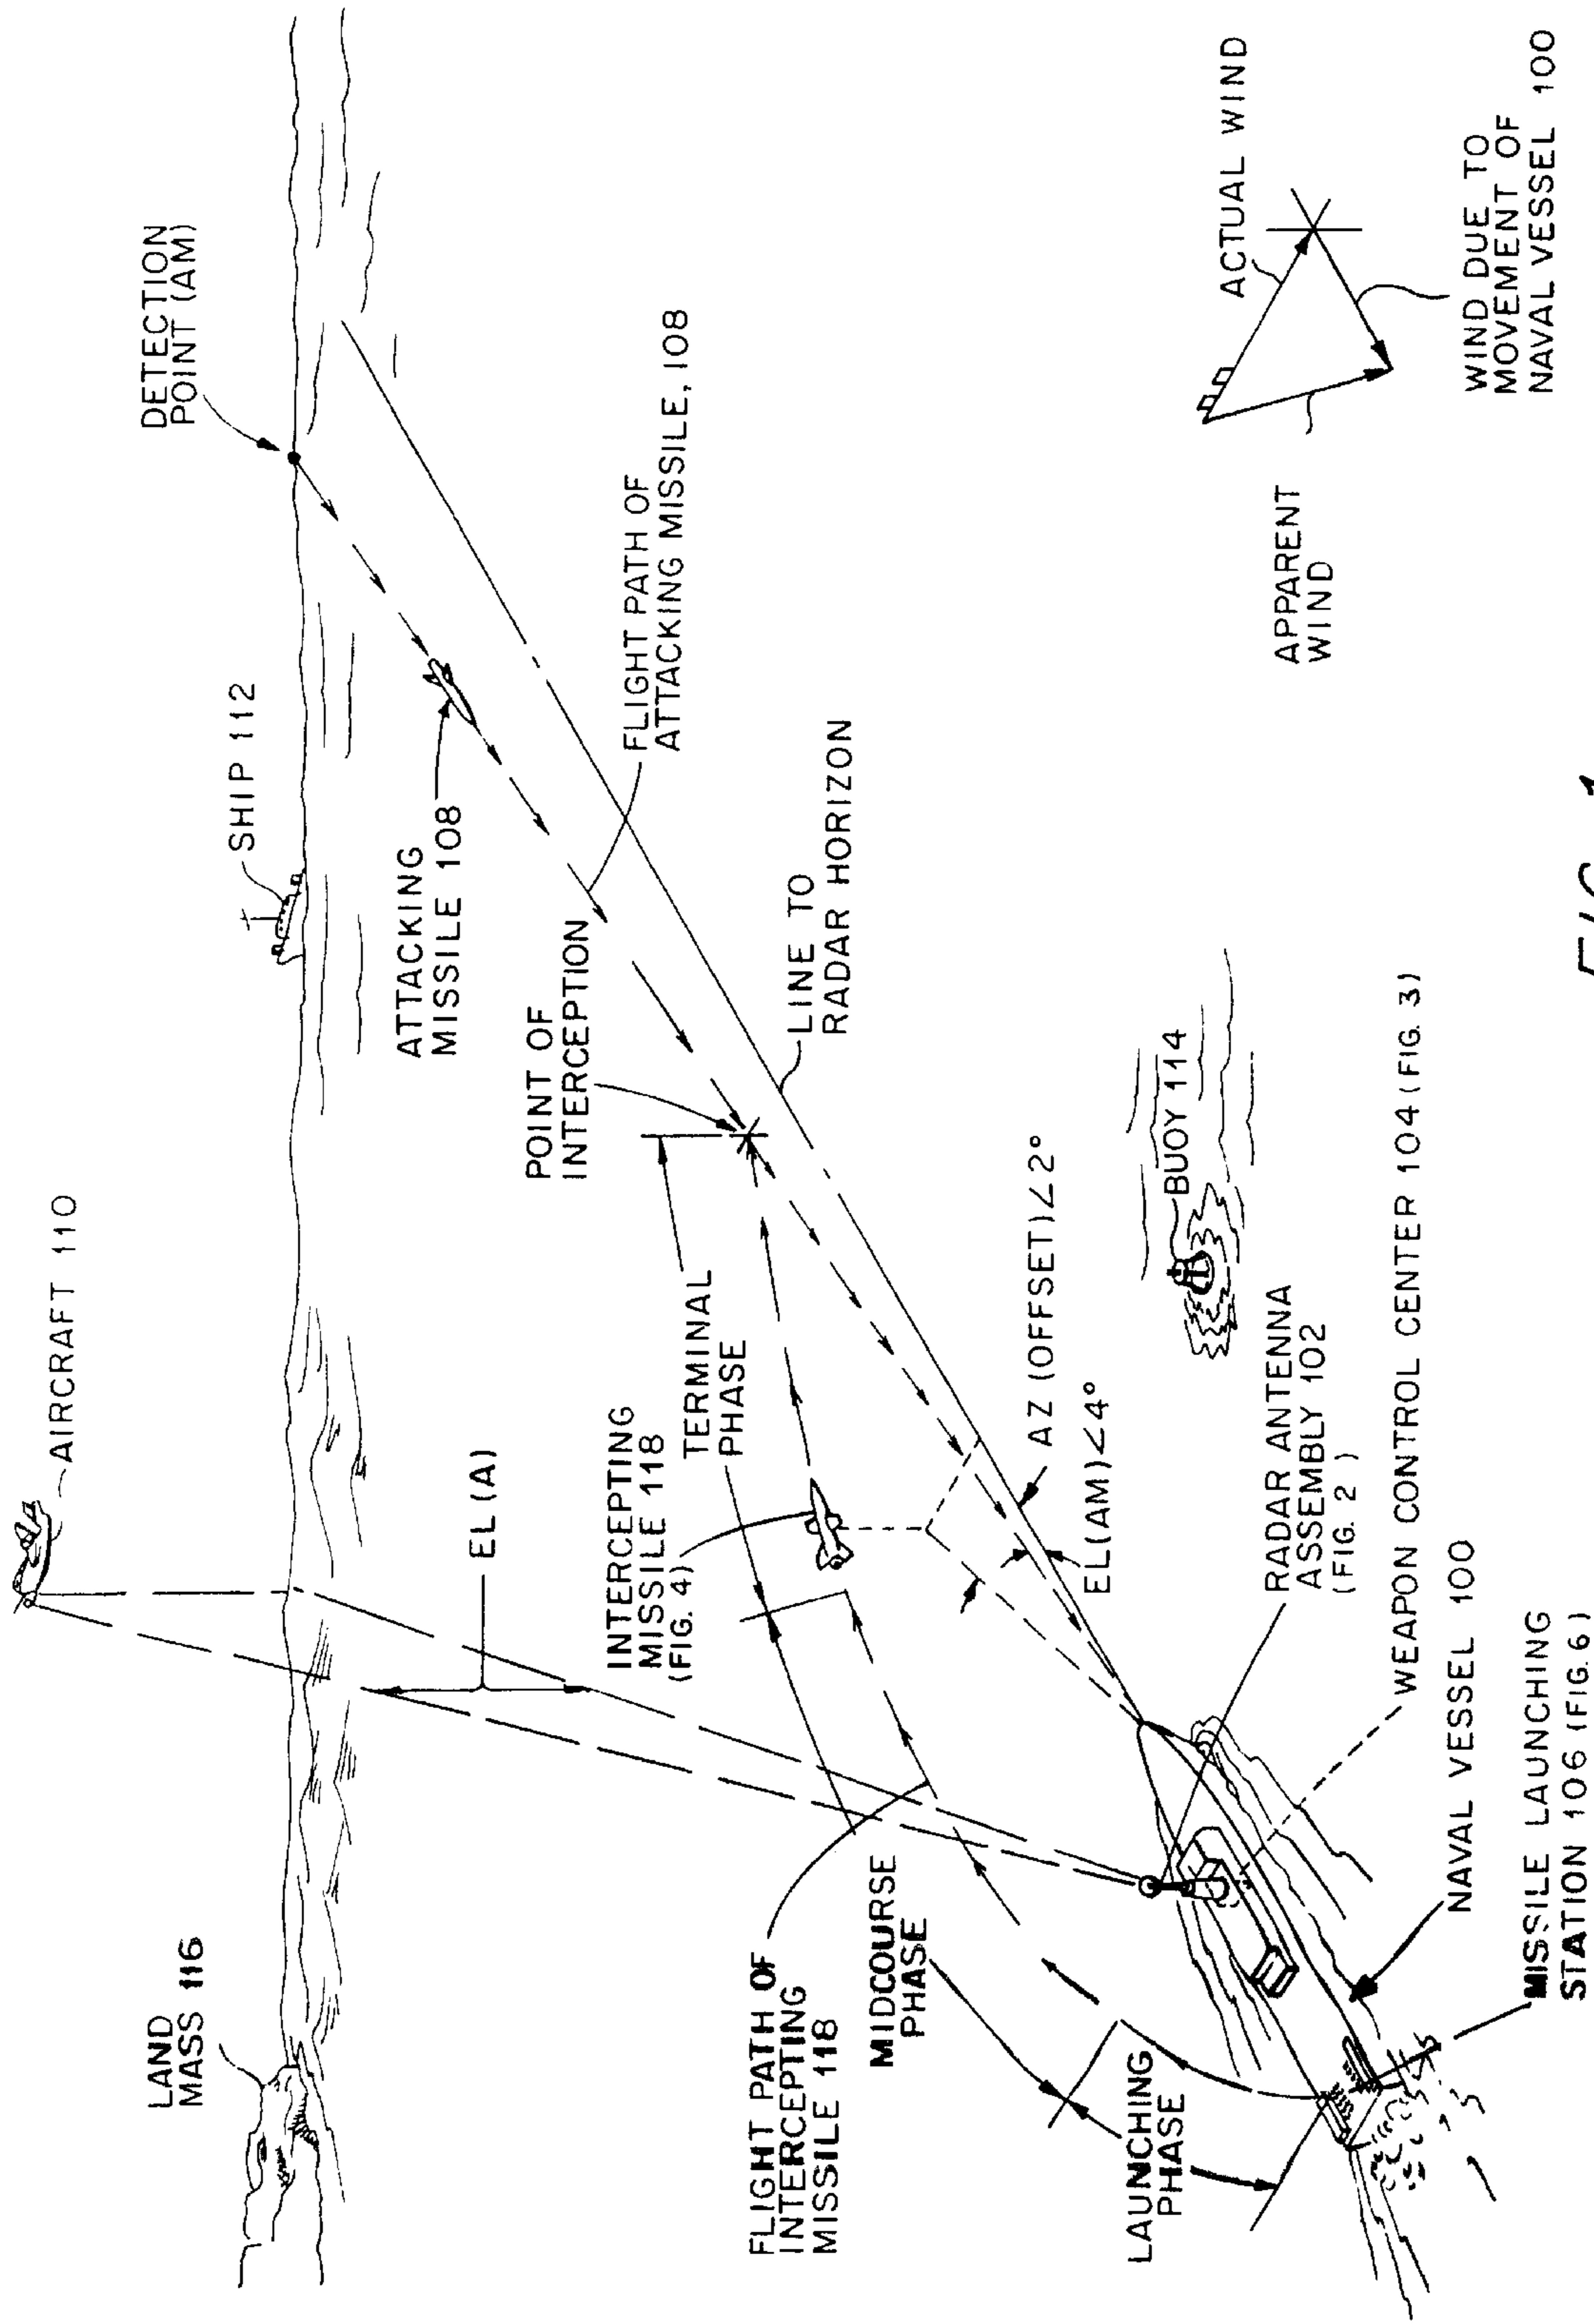 AIRCRAFT 110
LAND
MASS 116
SHIP 112
DETECTION
POINT (AM)
EL (A)
ATTACKING
MISSILE 108
FLIGHT PATH OF
ATTACKING MISSILE, 108
POINT OF
INTERCEPTION
INTERCEPTING
MISSILE 118
(FIG. 4)
TERMINAL
PHASE
LINE TO
RADAR HORIZON
FLIGHT PATH OF
INTERCEPTING
MISSILE 118
MIDCOURSE
PHASE
LAUNCHING
PHASE
AZ (OFFSET)∠2°
EL(AM)∠4°
BUOY 114
RADAR ANTENNA
ASSEMBLY 102
(FIG. 2 )
WEAPON CONTROL CENTER 104 (FIG. 3)
NAVAL VESSEL 100
MISSILE LAUNCHING
STATION 106 (FIG. 6)
ACTUAL WIND
APPARENT
WIND
WIND DUE TO
MOVEMENT OF
NAVAL VESSEL 100